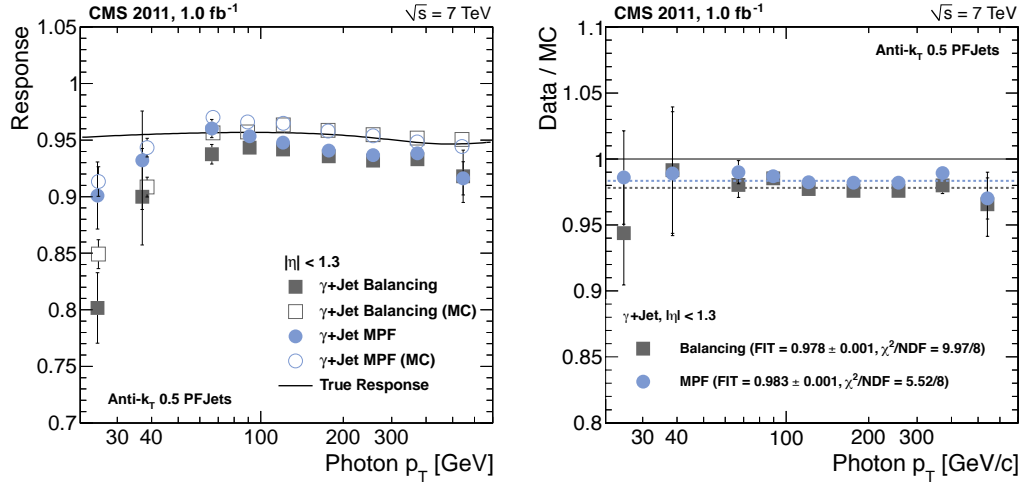 CMS 2011, 1.0 fb⁻¹
√s = 7 TeV
Response
1.05
1
0.95
0.9
0.85
0.8
0.75
0.7
|η| < 1.3
γ+Jet Balancing
γ+Jet Balancing (MC)
γ+Jet MPF
γ+Jet MPF (MC)
True Response
Anti-k_T 0.5 PFJets
30 40 100 200 300
Photon p_T [GeV]
CMS 2011, 1.0 fb⁻¹
√s = 7 TeV
Data / MC
1.1
1.05
1
0.95
0.9
0.85
0.8
Anti-k_T 0.5 PFJets
γ+Jet, |η| < 1.3
Balancing (FIT = 0.978 ± 0.001, χ²/NDF = 9.97/8)
MPF (FIT = 0.983 ± 0.001, χ²/NDF = 5.52/8)
30 40 100 200 300
Photon p_T [GeV/c]